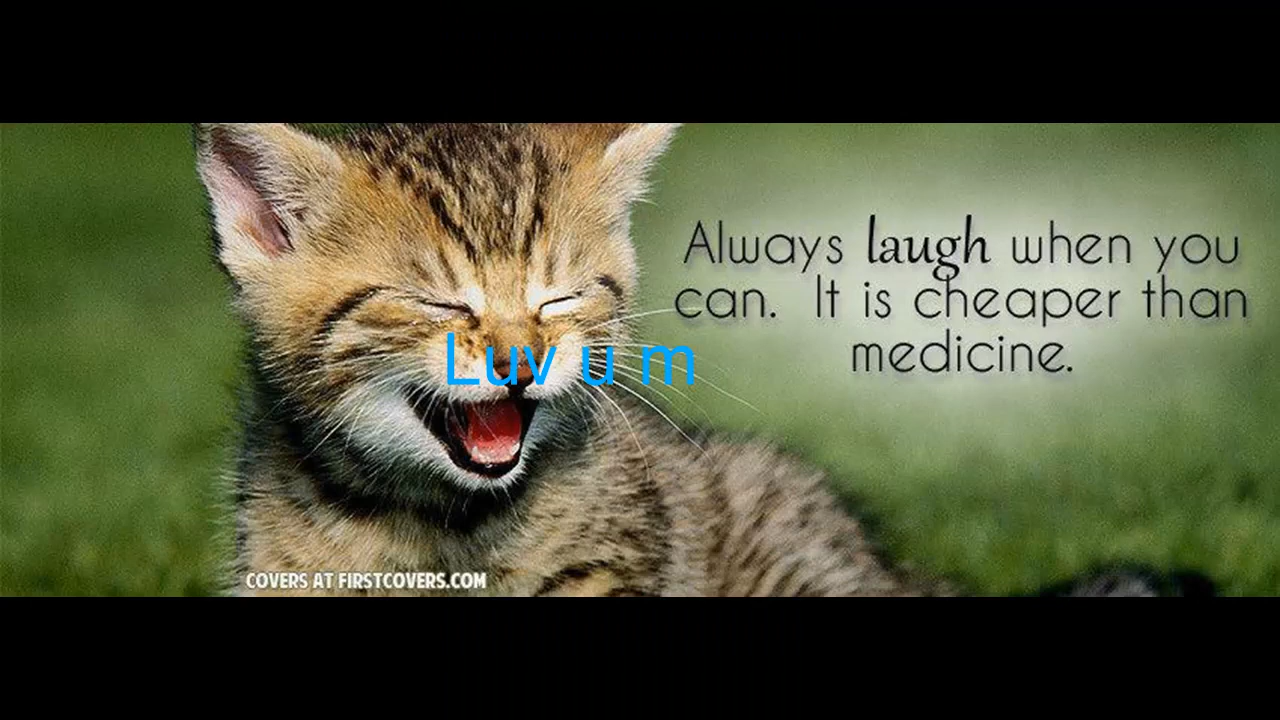 Always laugh when you
can. It is cheaper than
medicine.
Luv u m
COVERS AT FIRSTCOVERS.COM